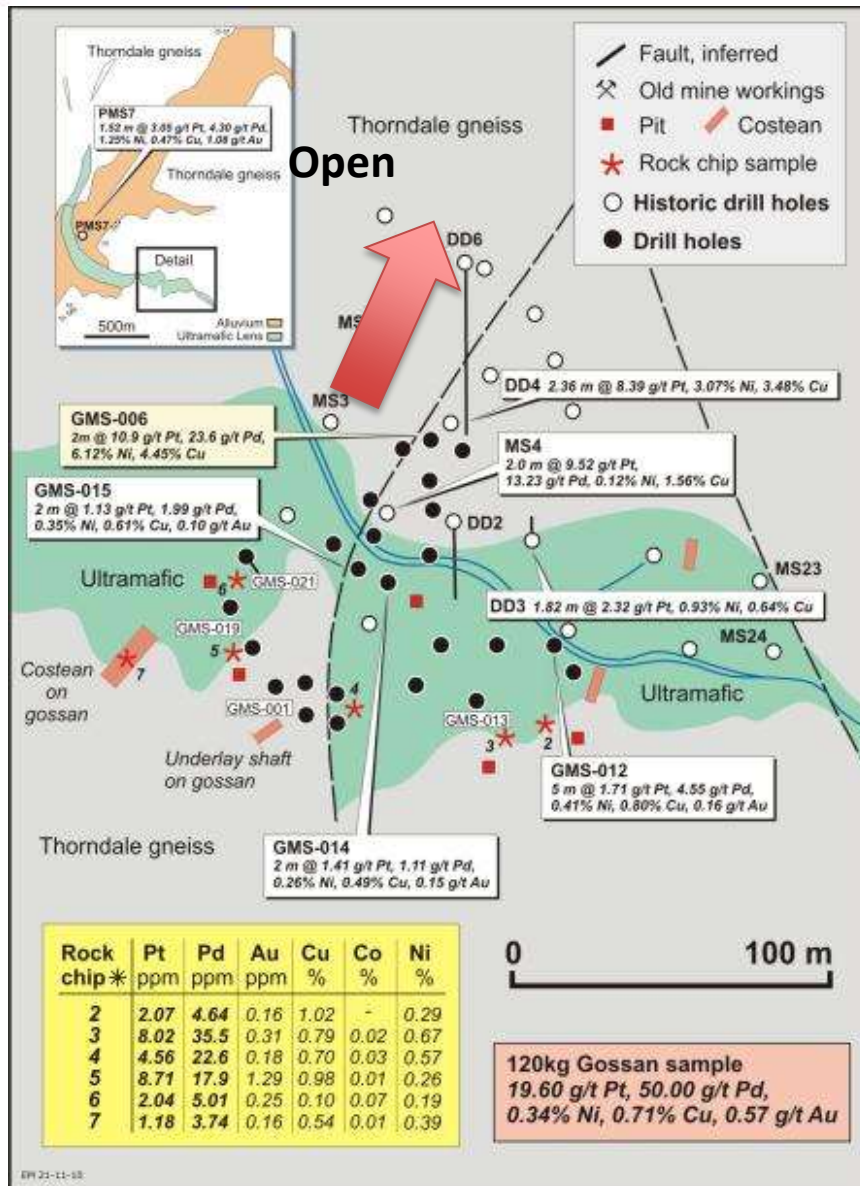 Thorndale gneiss
PMS7
1.52 m @ 3.05 g/t Pt, 4.30 g/t Pd,
1.25% Ni, 0.47% Cu, 1.08 g/t Au
Thorndale gneiss
PMS7
Detail
500m
Alluvium
Ultramafic Lens
Open
Thorndale gneiss
Fault, inferred
Old mine workings
Pit
Costean
Rock chip sample
Historic drill holes
Drill holes
DD6
MS
DD4 2.36 m @ 8.39 g/t Pt, 3.07% Ni, 3.48% Cu
MS3
GMS-006
2m @ 10.9 g/t Pt, 23.6 g/t Pd,
6.12% Ni, 4.45% Cu
MS4
2.0 m @ 9.52 g/t Pt,
13.23 g/t Pd, 0.12% Ni, 1.56% Cu
GMS-015
2 m @ 1.13 g/t Pt, 1.99 g/t Pd,
0.35% Ni, 0.61% Cu, 0.10 g/t Au
DD2
Ultramafic
6
GMS-021
MS23
DD3 1.82 m @ 2.32 g/t Pt, 0.93% Ni, 0.64% Cu
GMS-019
MS24
5
Costean
on
gossan
7
GMS-001
4
Ultramafic
GMS-013
3
2
Underlay shaft
on gossan
GMS-012
5 m @ 1.71 g/t Pt, 4.55 g/t Pd,
0.41% Ni, 0.80% Cu, 0.16 g/t Au
Thorndale gneiss
GMS-014
2 m @ 1.41 g/t Pt, 1.11 g/t Pd,
0.26% Ni, 0.49% Cu, 0.15 g/t Au
Rock Pt Pd Au Cu Co Ni
chip ppm ppm ppm % % %
2 2.07 4.64 0.16 1.02 - 0.29
3 8.02 35.5 0.31 0.79 0.02 0.67
4 4.56 22.6 0.18 0.70 0.03 0.57
5 8.71 17.9 1.29 0.98 0.01 0.26
6 2.04 5.01 0.25 0.10 0.07 0.19
7 1.18 3.74 0.16 0.54 0.01 0.39
0 100 m
120kg Gossan sample
19.60 g/t Pt, 50.00 g/t Pd,
0.34% Ni, 0.71% Cu, 0.57 g/t Au
EPI 21-11-10